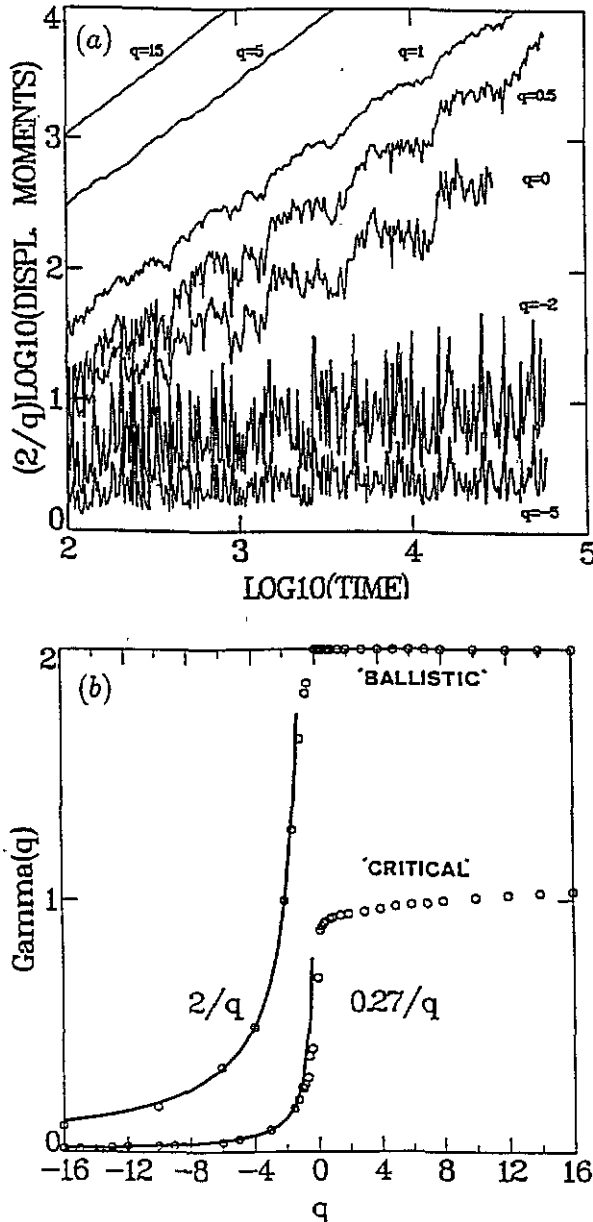 (a)
q=15
q=5
q=1
q=0.5
q=0
q=-2
q=-5
4
3
2
1
0
(2/q)LOG10(DISPL. MOMENTS)
2 3 4 5
LOG10(TIME)
(b)
2
1
0
Gamma(q)
"BALLISTIC"
"CRITICAL"
2/q
0.27/q
-16 -12 -8 -4 0 4 8 12 16
q